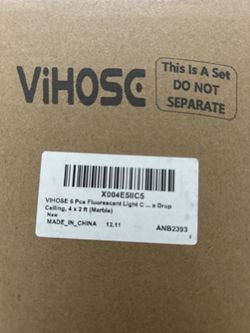 ViHOSE
This Is A Set
DO NOT
SEPARATE
X004E5IIC5
VIHOSE 6 Pcs Fluorescent Light C ... e Drop
Ceiling, 4 x 2 ft (Marble)
New
MADE_IN_CHINA 12.11
ANB2393